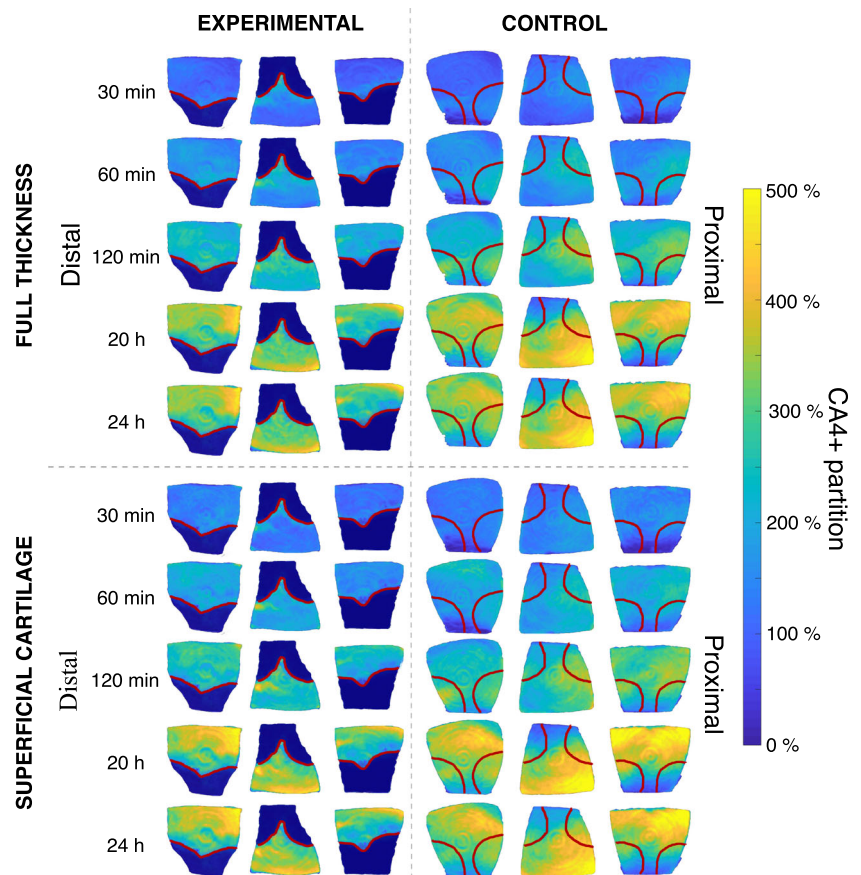 EXPERIMENTAL
CONTROL
FULL THICKNESS
Distal
30 min
60 min
120 min
20 h
24 h
Proximal
SUPERFICIAL CARTILAGE
Distal
30 min
60 min
120 min
20 h
24 h
Proximal
500 %
400 %
300 %
200 %
100 %
0 %
CA4+ partition